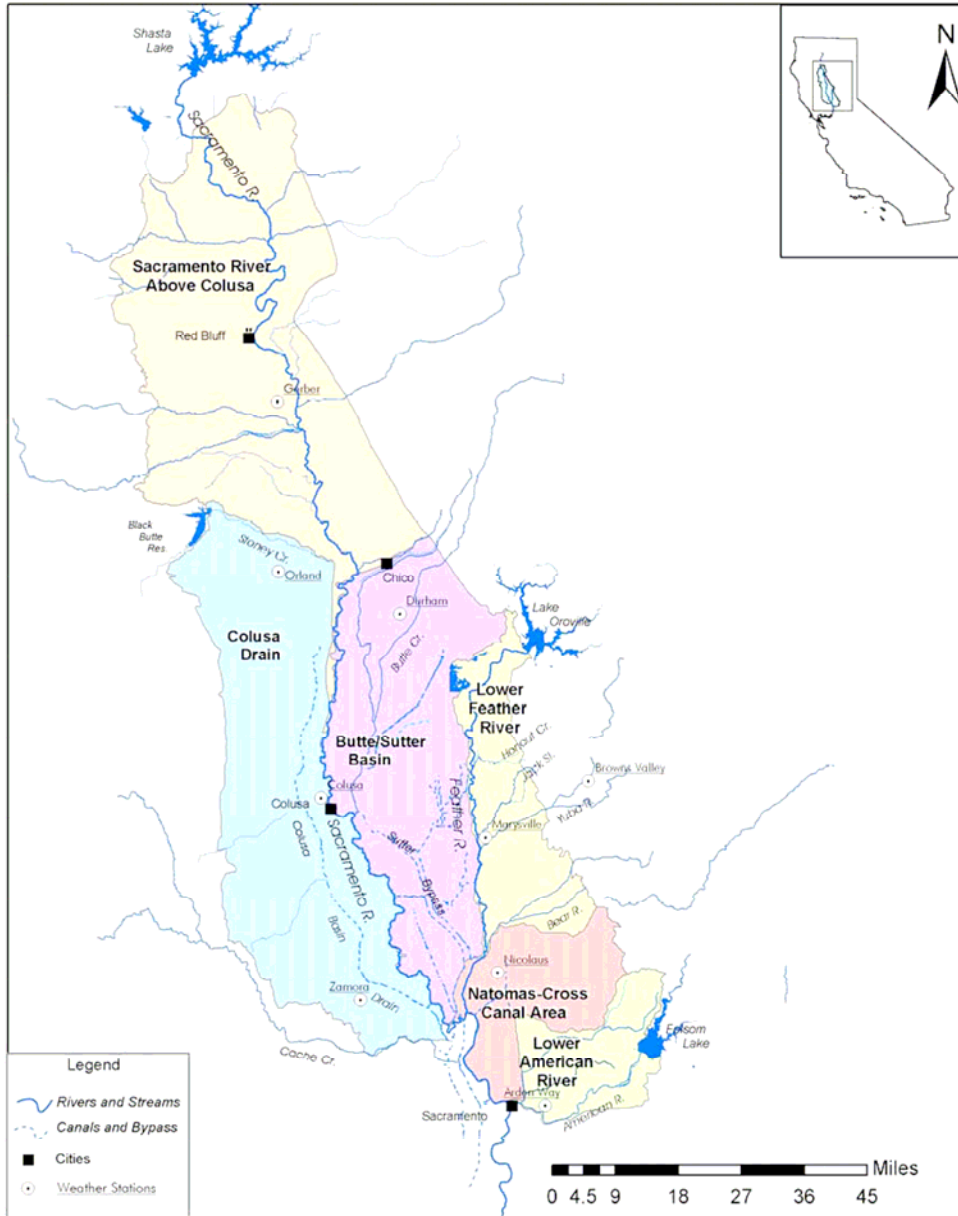 Shasta
Lake
N
Sacramento R.
Sacramento River
Above Colusa
Red Bluff
Gerber
Black
Butte
Res.
Stoney Cr.
Orland
Chico
Durham
Butte Cr.
Lake
Oroville
Colusa
Drain
Lower
Feather
River
Butte/Sutter
Basin
Honcut Cr.
Jack Sl.
Browns Valley
Yuba R.
Colusa
Colusa
Feather R.
Marysville
Sacramento R.
Sutter
Bypass
Colusa
Basin
Drain
Bear R.
Nicolaus
Zamora
Natomas-Cross
Canal Area
Folsom
Lake
Lower
American
River
Cache Cr.
Arden Way
Sacramento
American R.
Legend
Rivers and Streams
Canals and Bypass
Cities
Weather Stations
Miles
0 4.5 9 18 27 36 45